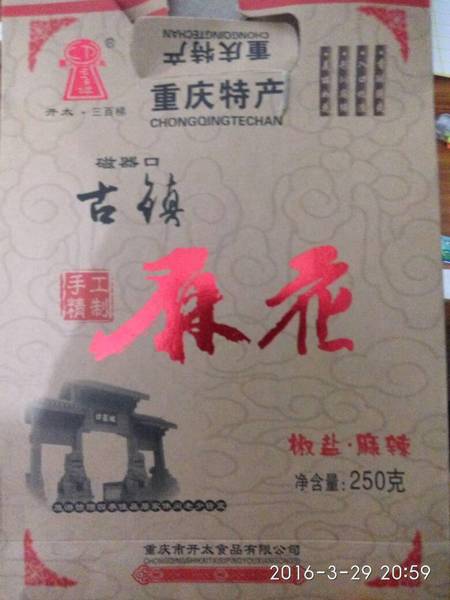 重庆特产
CHONGQINGTECHAN
®
开太·三百梯
重庆特产
CHONGQINGTECHAN
磁器口
古镇
手工
精制
麻花
椒盐·麻辣
净含量:250克
重庆市开太食品有限公司
2016-3-29 20:59